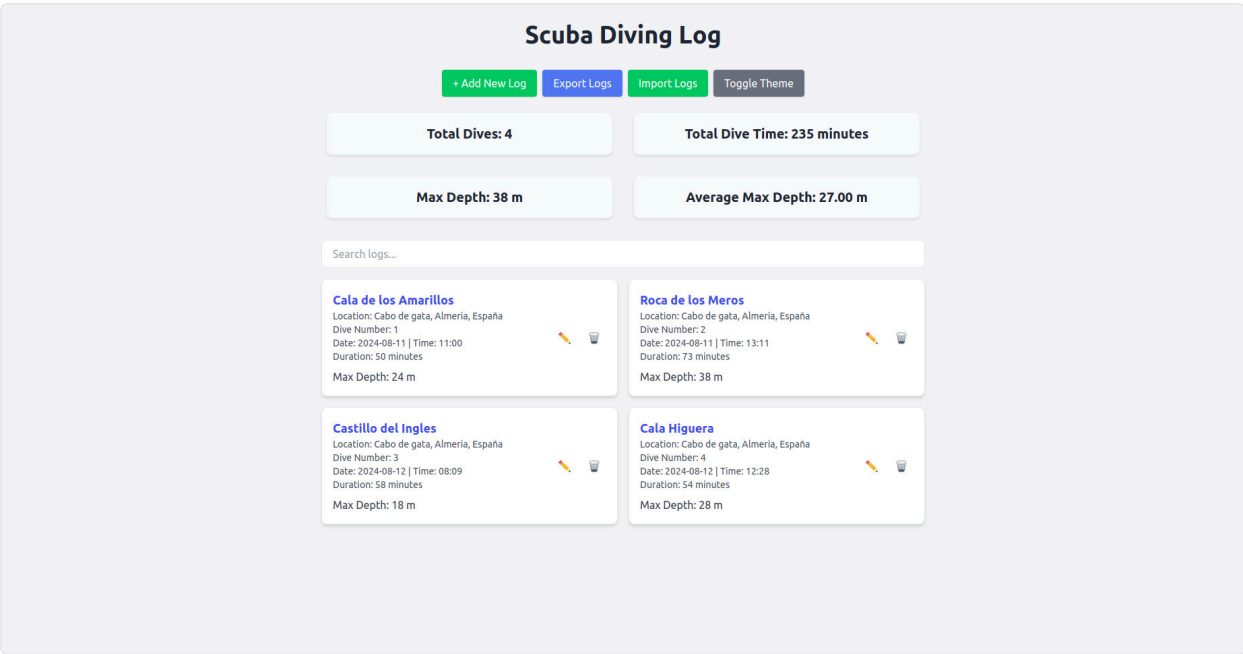 Scuba Diving Log
+ Add New Log
Export Logs
Import Logs
Toggle Theme
Total Dives: 4
Total Dive Time: 235 minutes
Max Depth: 38 m
Average Max Depth: 27.00 m
Search logs...
Cala de los Amarillos
Location: Cabo de gata, Almeria, España
Dive Number: 1
Date: 2024-08-11 | Time: 11:00
Duration: 50 minutes
Max Depth: 24 m
Roca de los Meros
Location: Cabo de gata, Almeria, España
Dive Number: 2
Date: 2024-08-11 | Time: 13:11
Duration: 73 minutes
Max Depth: 38 m
Castillo del Ingles
Location: Cabo de gata, Almeria, España
Dive Number: 3
Date: 2024-08-12 | Time: 08:09
Duration: 58 minutes
Max Depth: 18 m
Cala Higuera
Location: Cabo de gata, Almeria, España
Dive Number: 4
Date: 2024-08-12 | Time: 12:28
Duration: 54 minutes
Max Depth: 28 m